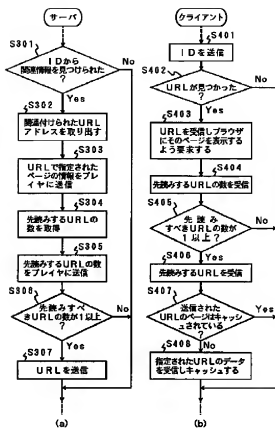 サーバ
S301
IDから
関連情報を見つけられた
?
No
Yes
S302
関連付けられたURL
アドレスを取り出す
S303
URLで指定された
ページの情報をプレ
イヤに送信
S304
先読みするURLの
数を取得
S305
先読みするURLの数
をプレイヤに送信
S306
先読みすべ
きURLの数が1以上
?
No
Yes
S307
URLを送信
(a)
クライアント
S401
IDを送信
S402
URLが見つかった
?
No
Yes
S403
URLを受信しブラウザ
にそのページを表示する
よう要求する
S404
先読みするURLの数を受信
S405
先読み
すべきURLの数が
1以上?
No
S406
Yes
先読みするURLを受信
S407
送信された
URLのページはキャッシ
ュされている
?
Yes
No
S408
指定されたURLのデータ
を受信しキャッシュする
(b)